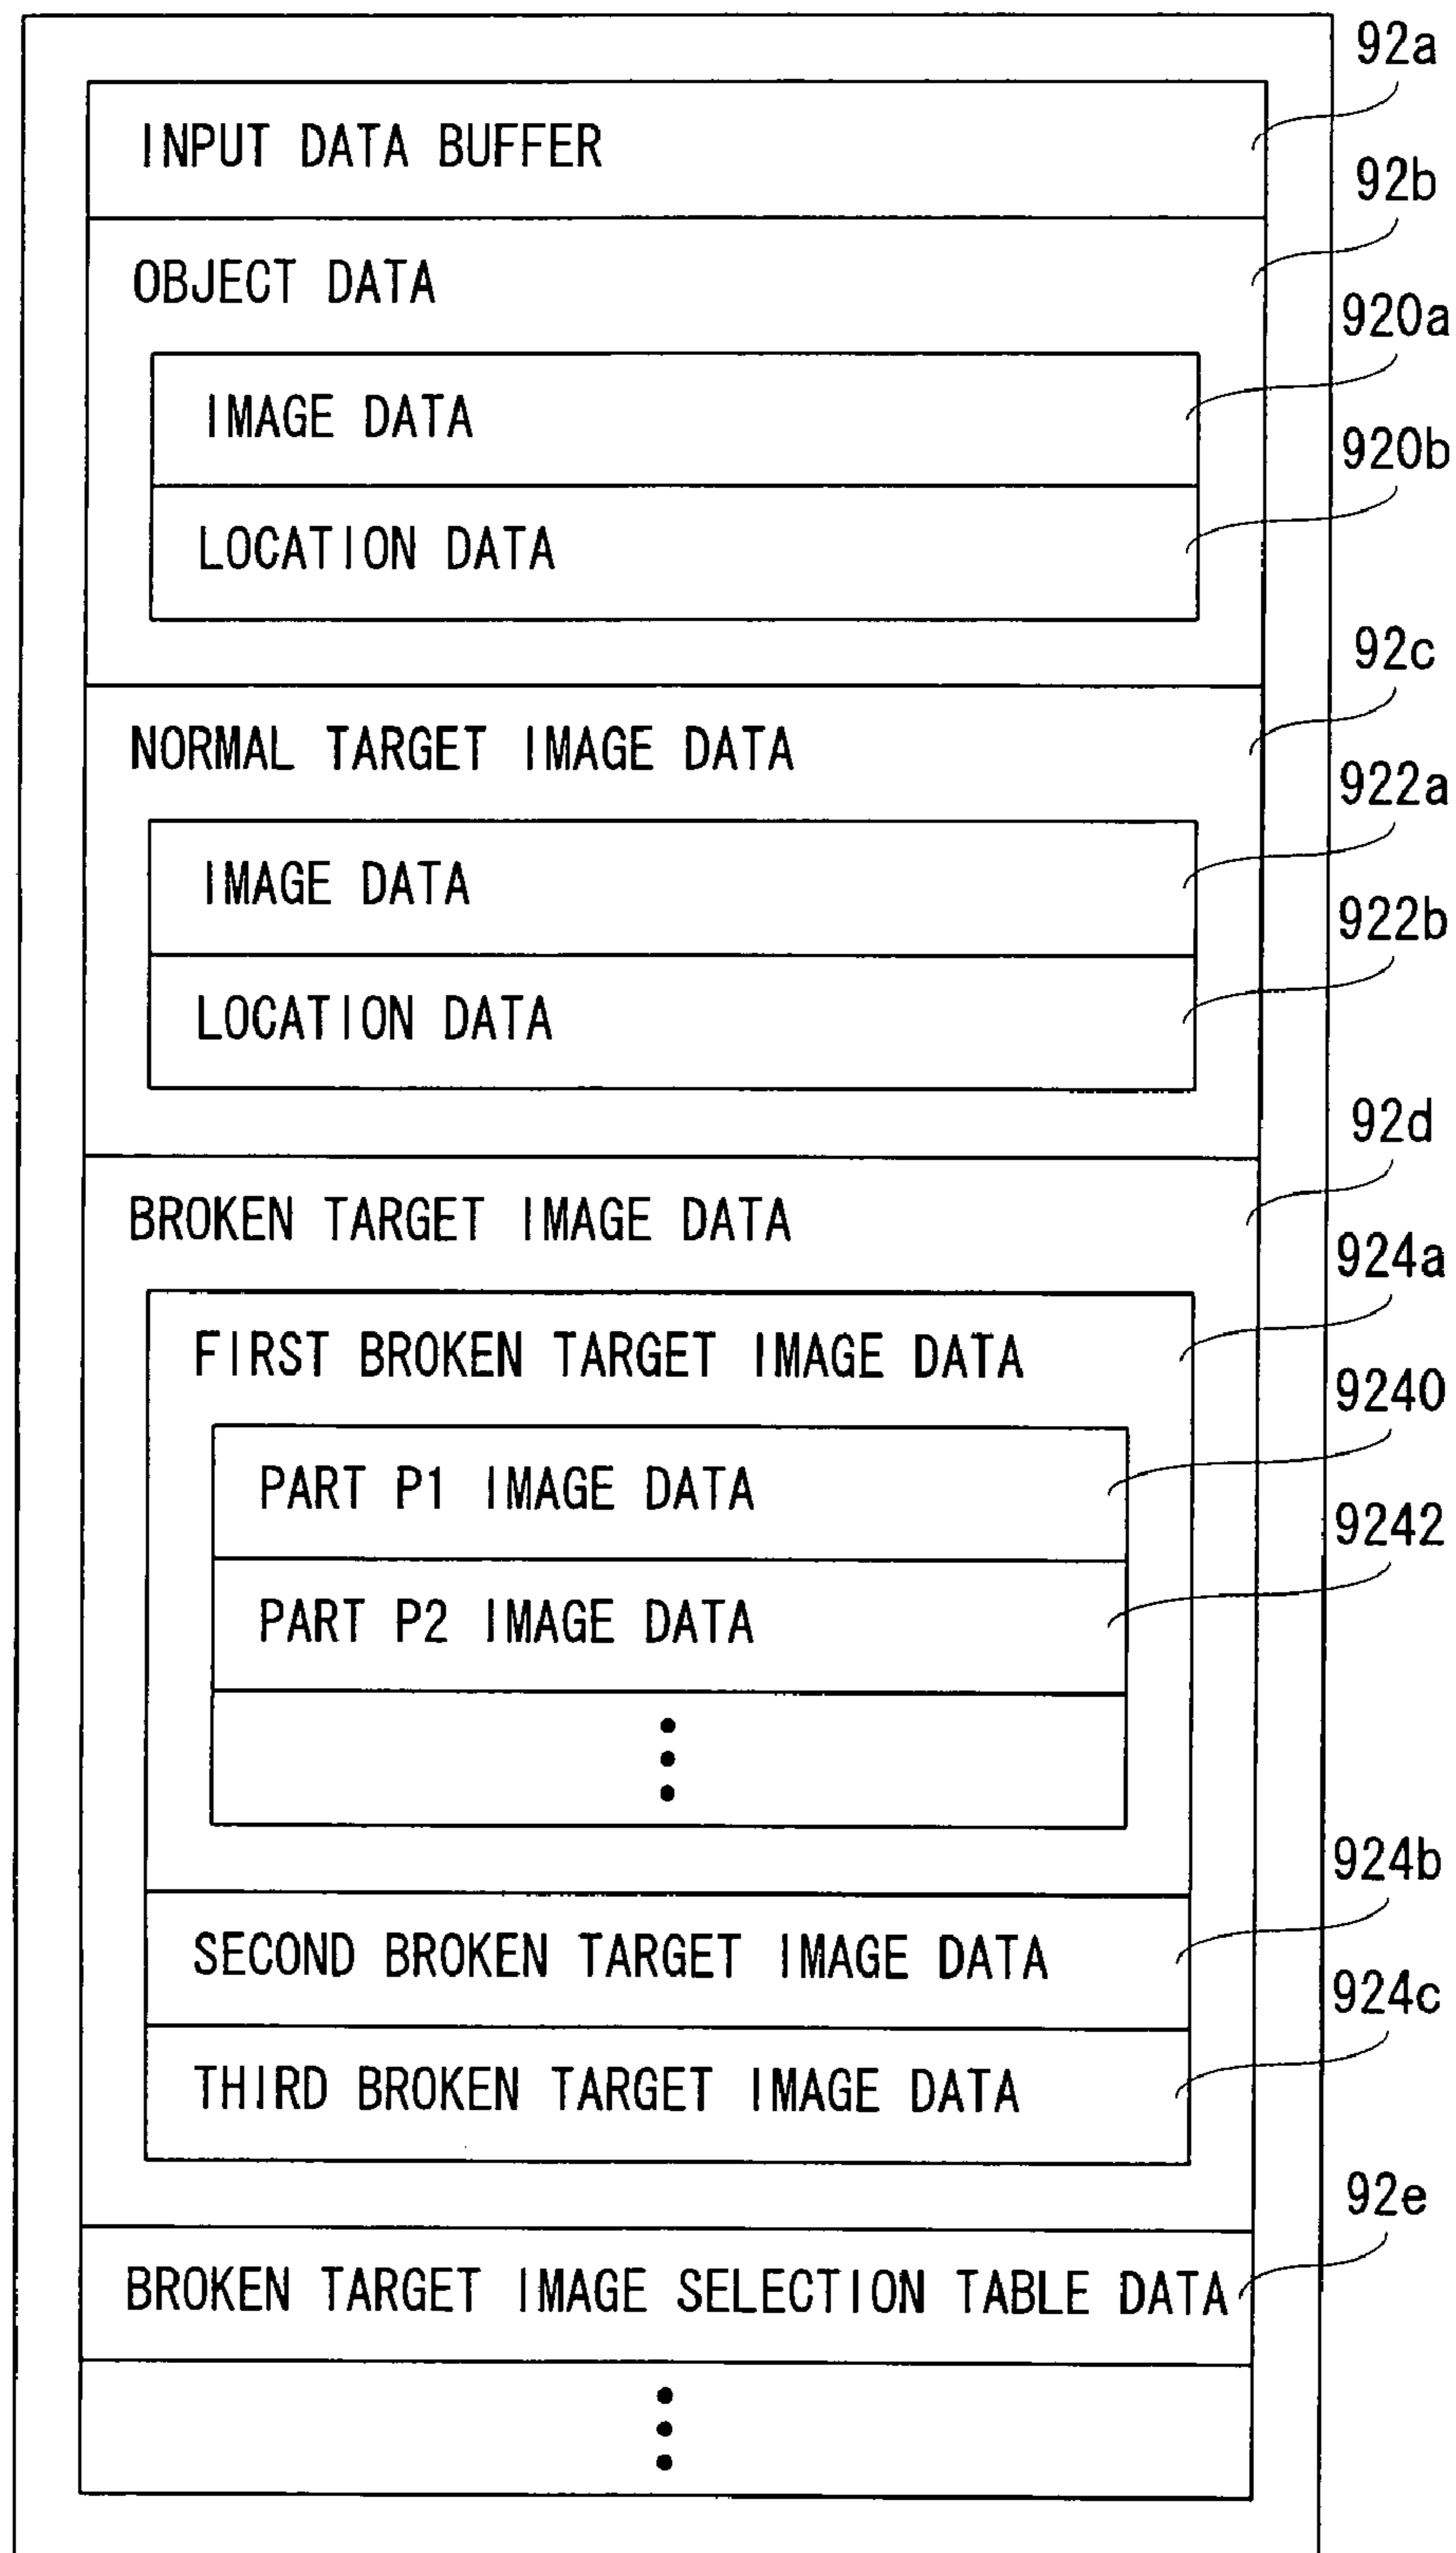 92a
INPUT DATA BUFFER
92b
OBJECT DATA
920a
IMAGE DATA
920b
LOCATION DATA
92c
NORMAL TARGET IMAGE DATA
922a
IMAGE DATA
922b
LOCATION DATA
92d
BROKEN TARGET IMAGE DATA
924a
FIRST BROKEN TARGET IMAGE DATA
9240
PART P1 IMAGE DATA
9242
PART P2 IMAGE DATA
924b
SECOND BROKEN TARGET IMAGE DATA
924c
THIRD BROKEN TARGET IMAGE DATA
92e
BROKEN TARGET IMAGE SELECTION TABLE DATA